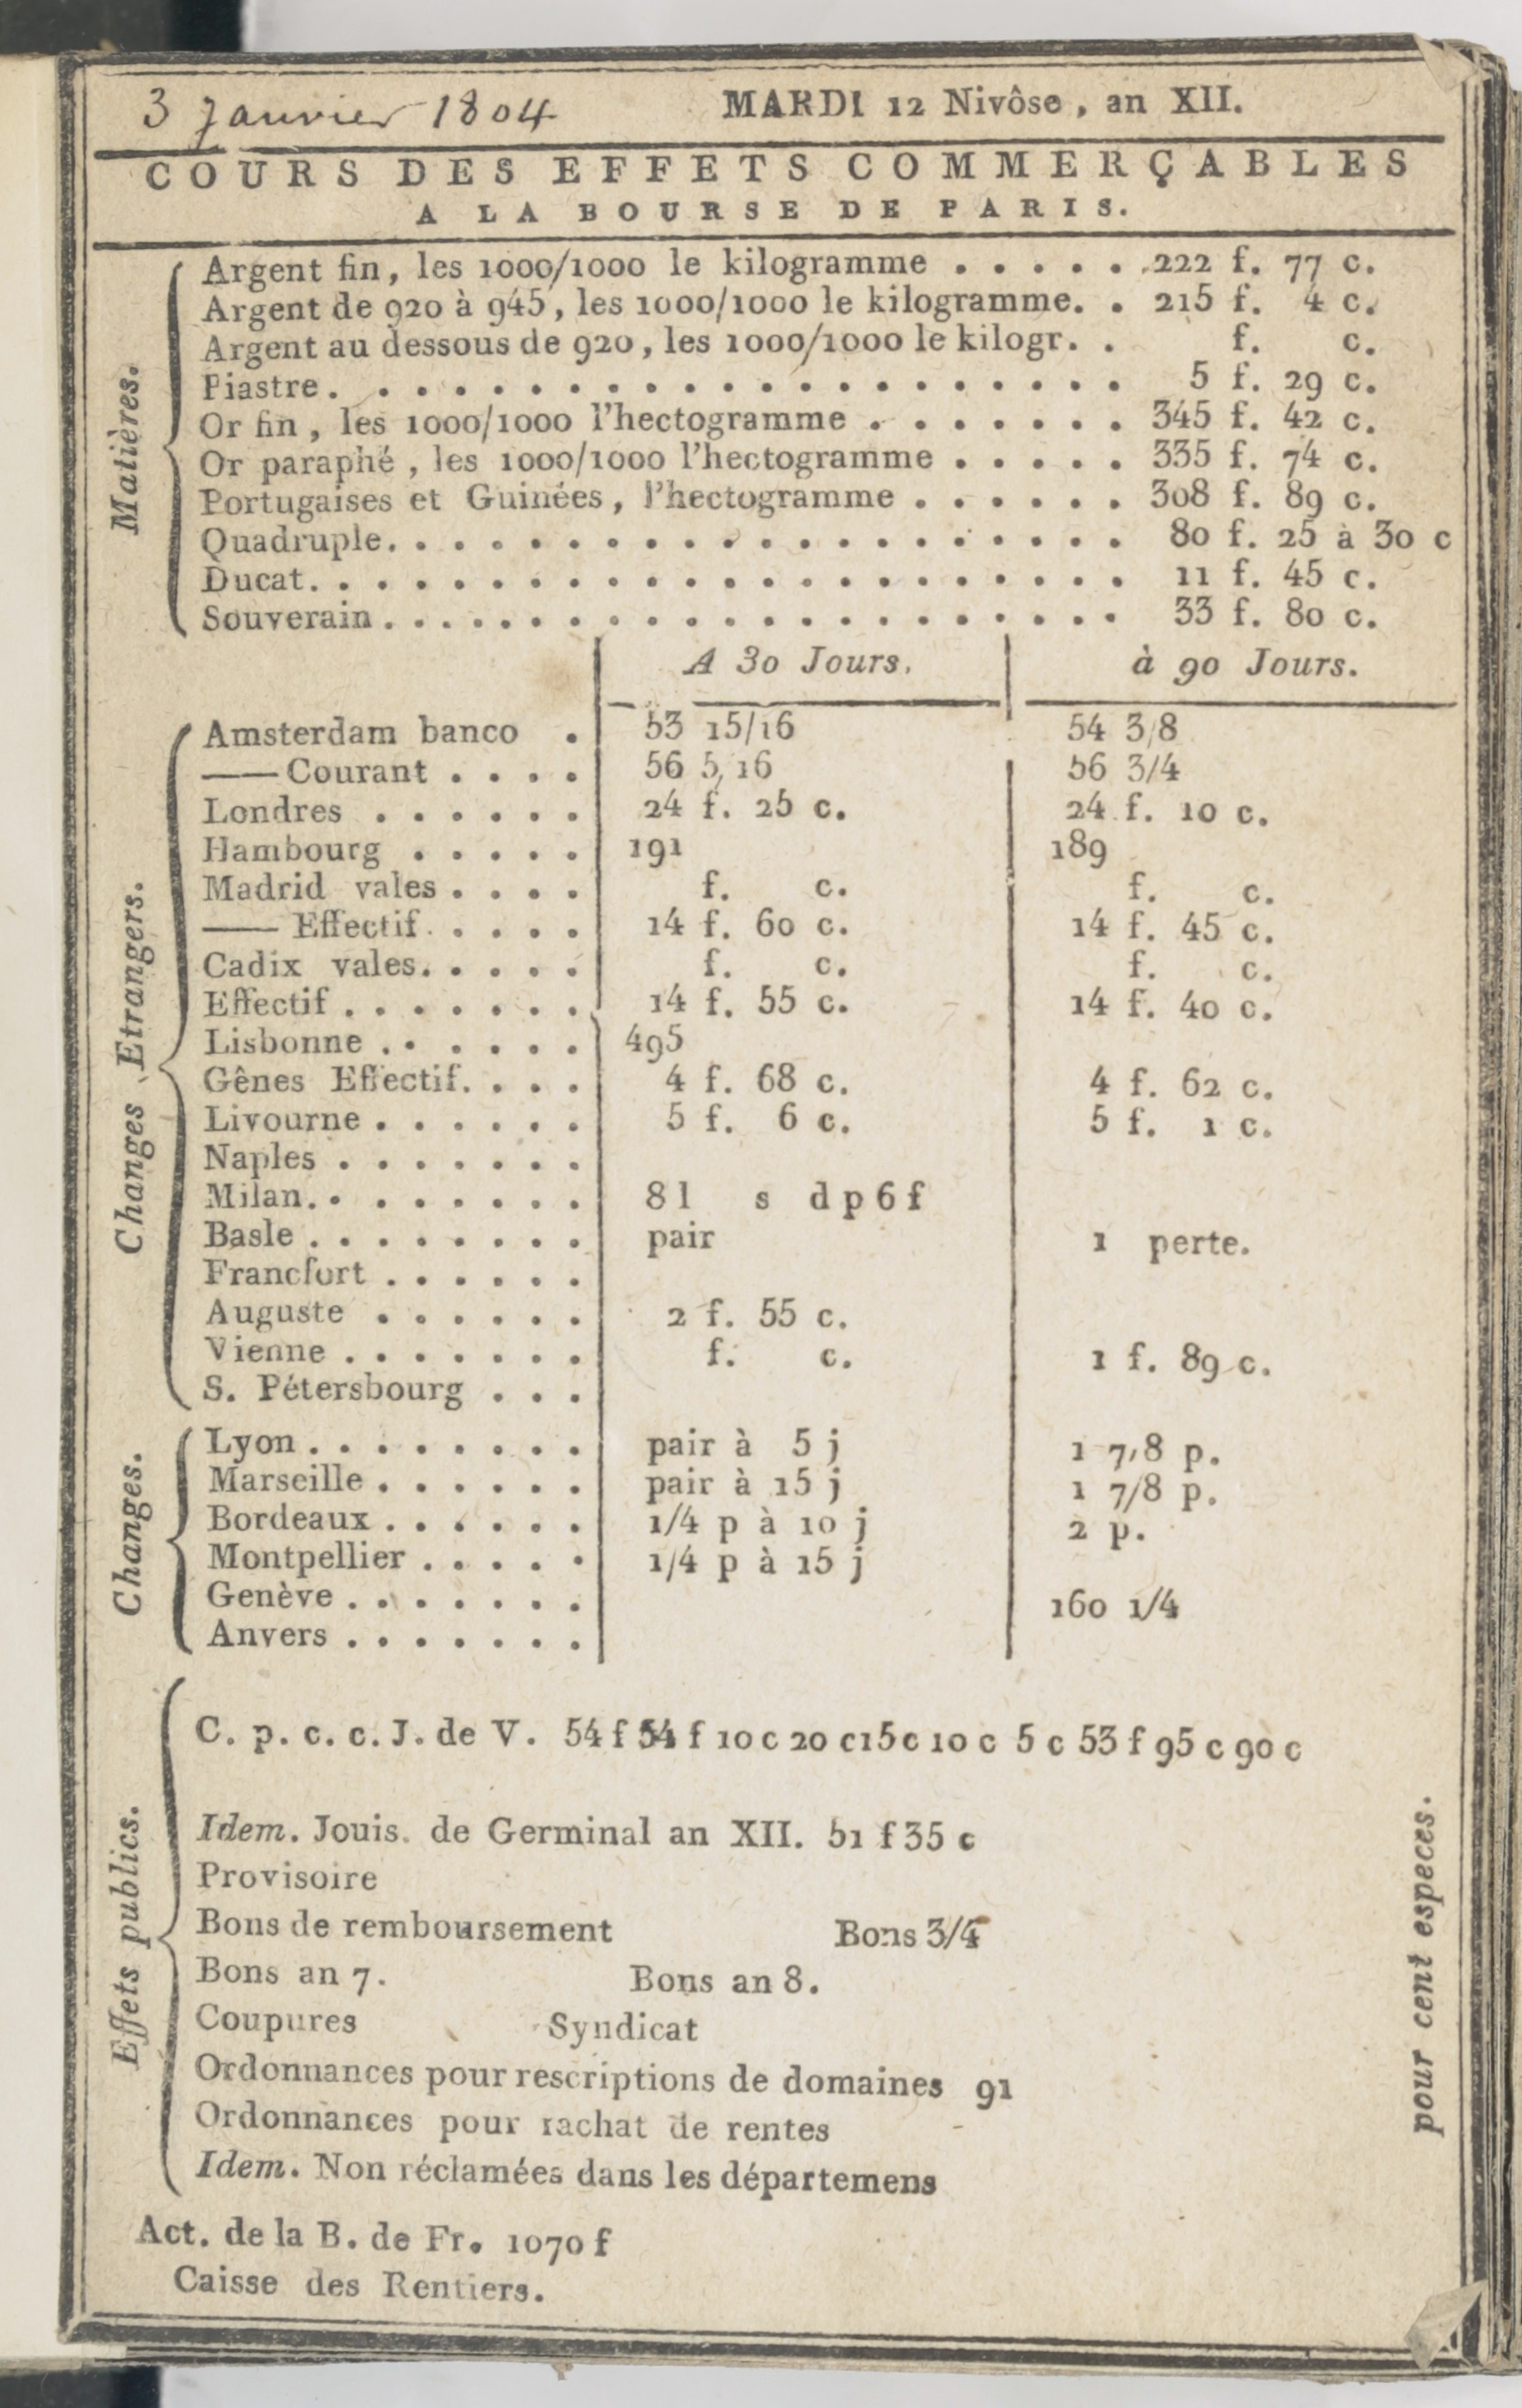 3 Janvier 1804
MARDI 12 Nivôse, an XII.
COURS DES EFFETS COMMERÇABLES
A LA BOURSE DE PARIS.
Matières.
Argent fin, les 1000/1000 le kilogramme . . . . . . 222 f. 77 c.
Argent de 920 à 945, les 1000/1000 le kilogramme. . 215 f. 4 c.
Argent au dessous de 920, les 1000/1000 le kilogr. . f. c.
Piastre. . . . . . . . . . . . . . . . . . . . . 5 f. 29 c.
Or fin, les 1000/1000 l'hectogramme . . . . . . . 345 f. 42 c.
Or paraphé, les 1000/1000 l'hectogramme . . . . . 335 f. 74 c.
Portugaises et Guinées, l'hectogramme . . . . . . 308 f. 89 c.
Quadruple. . . . . . . . . . . . . . . . . . . . 80 f. 25 à 30 c
Ducat. . . . . . . . . . . . . . . . . . . . . . 11 f. 45 c.
Souverain . . . . . . . . . . . . . . . . . . . . 33 f. 80 c.
A 30 Jours. à 90 Jours.
Changes Etrangers.
Amsterdam banco . 53 15/16 54 3/8
—— Courant . . . . 56 5/16 56 3/4
Londres . . . . . . 24 f. 25 c. 24 f. 10 c.
Hambourg . . . . . 191 189
Madrid vales . . . . f. c. f. c.
—— Effectif . . . . . 14 f. 60 c. 14 f. 45 c.
Cadix vales. . . . . f. c. f. c.
Effectif . . . . . . . 14 f. 55 c. 14 f. 40 c.
Lisbonne . . . . . . 495
Gênes Effectif. . . . 4 f. 68 c. 4 f. 62 c.
Livourne . . . . . . 5 f. 6 c. 5 f. 1 c.
Naples . . . . . . .
Milan. . . . . . . . 8 l s d p 6 f
Basle . . . . . . . . pair 1 perte.
Francfort . . . . . .
Auguste . . . . . . 2 f. 55 c.
Vienne . . . . . . . f. c. 1 f. 89 c.
S. Pétersbourg . . .
Changes.
Lyon . . . . . . . . pair à 5 j 1 7/8 p.
Marseille . . . . . . pair à 15 j 1 7/8 p.
Bordeaux . . . . . . 1/4 p à 10 j 2 p.
Montpellier . . . . . 1/4 p à 15 j
Genève . . . . . . . 160 1/4
Anvers . . . . . . .
Effets publics.
C. p. c. c. J. de V. 54 f 54 f 10 c 20 c 15 c 10 c 5 c 53 f 95 c 90 c
Idem. Jouis. de Germinal an XII. 51 f 35 c
Provisoire
Bons de remboursement Bons 3/4
Bons an 7. Bons an 8.
Coupures Syndicat
Ordonnances pour rescriptions de domaines 91
Ordonnances pour rachat de rentes
Idem. Non réclamées dans les départemens
pour cent especes.
Act. de la B. de Fr. 1070 f
Caisse des Rentiers.